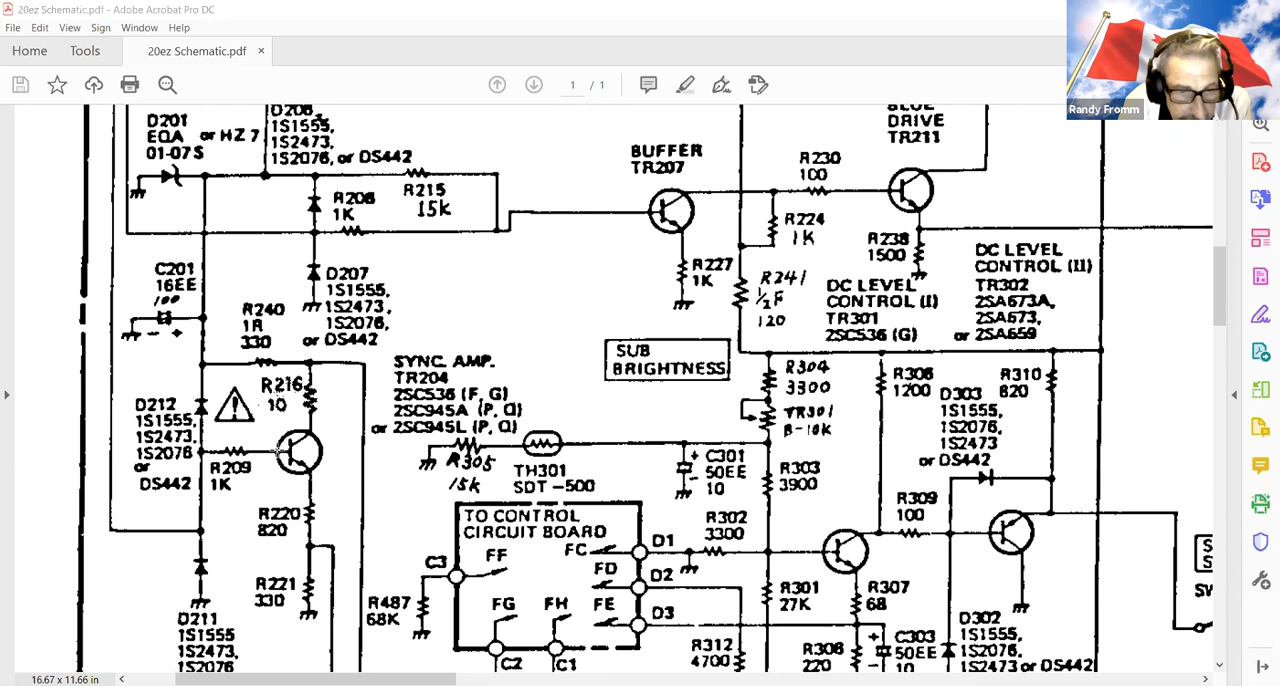 20ez Schematic.pdf - Adobe Acrobat Pro DC
File Edit View Sign Window Help
Home Tools 20ez Schematic.pdf ×
1 / 1
Randy Fromm
D201
EQA or HZ 7
01-07S
D206
1S1555,
1S2473,
1S2076, or DS442
R215
15k
R206
1K
D207
1S1555,
1S2473,
1S2076,
or DS442
C201
16EE
100
- +
R240
1R
330
R216
10
D212
1S1555,
1S2473,
1S2076
or
DS442
R209
1K
R220
820
R221
330
D211
1S1555
1S2473,
1S2076
BUFFER
TR207
R230
100
BLUE
DRIVE
TR211
R224
1K
R227
1K
R238
1500
R241
1/2F
120
DC LEVEL
CONTROL (I)
TR301
2SC536 (G)
DC LEVEL
CONTROL (II)
TR302
2SA673A,
2SA673,
or 2SA659
SUB
BRIGHTNESS
SYNC. AMP.
TR204
2SC536 (F, G)
2SC945A (P, Q)
or 2SC945L (P, Q)
R305
15k
TH301
SDT-500
R304
3300
TR301
B-10K
+ C301
50EE
- 10
R303
3900
R306
1200
D303
1S1555,
1S2473,
1S2076
or DS442
R310
820
R309
100
TO CONTROL
CIRCUIT BOARD
FC
FF
FD
FG FH FE
C3
D1
D2
D3
C2 C1
R302
3300
R487
68K
R312
4700
R301
27K
R307
68
R308
220
+ C303
50EE
- 10
D302
1S1555,
1S2076,
1S2473 or DS442
S
S
SW
16.67 x 11.66 in